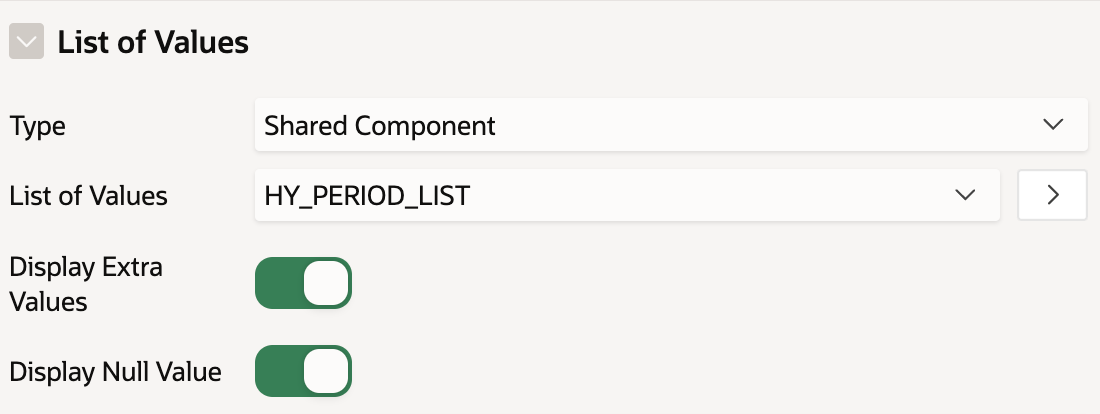 List of Values
Type
Shared Component
List of Values
HY_PERIOD_LIST
Display Extra
Values
Display Null Value